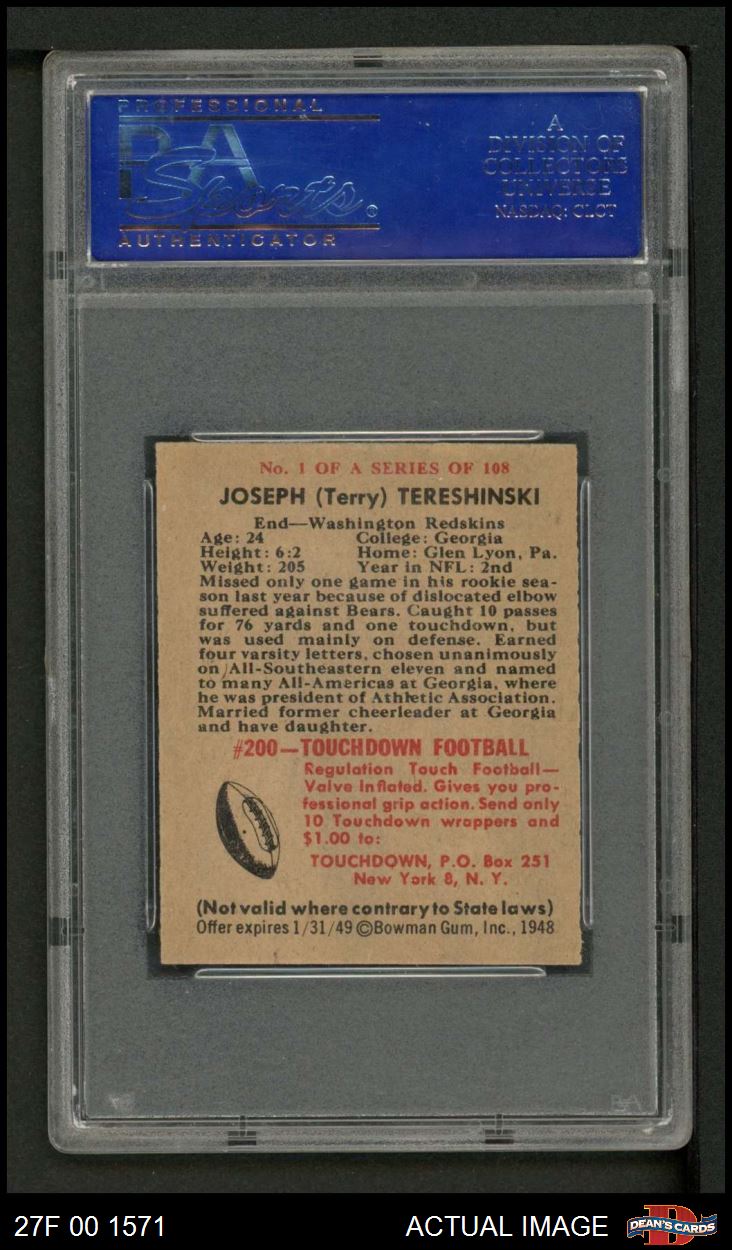 PROFESSIONAL
PSA
Sports
AUTHENTICATOR
A
DIVISION OF
COLLECTORS
UNIVERSE
NASDAQ: CLCT
No. 1 OF A SERIES OF 108
JOSEPH (Terry) TERESHINSKI
End—Washington Redskins
Age: 24 College: Georgia
Height: 6:2 Home: Glen Lyon, Pa.
Weight: 205 Year in NFL: 2nd
Missed only one game in his rookie sea-
son last year because of dislocated elbow
suffered against Bears. Caught 10 passes
for 76 yards and one touchdown, but
was used mainly on defense. Earned
four varsity letters, chosen unanimously
on All-Southeastern eleven and named
to many All-Americas at Georgia, where
he was president of Athletic Association.
Married former cheerleader at Georgia
and have daughter.
#200—TOUCHDOWN FOOTBALL
Regulation Touch Football—
Valve Inflated. Gives you pro-
fessional grip action. Send only
10 Touchdown wrappers and
$1.00 to:
TOUCHDOWN, P.O. Box 251
New York 8, N. Y.
(Not valid where contrary to State laws)
Offer expires 1/31/49 ©Bowman Gum, Inc., 1948
PSA
27F 00 1571 ACTUAL IMAGE DEAN'S CARDS